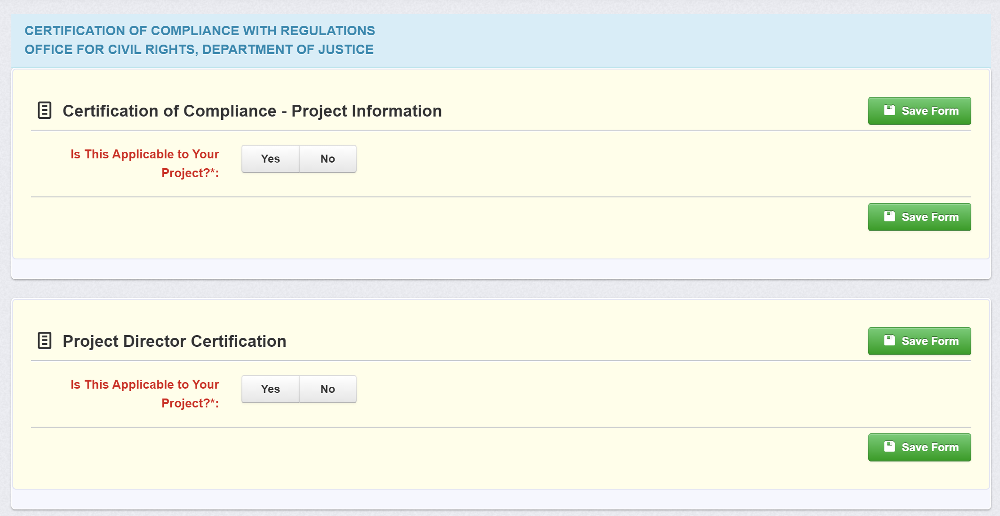 CERTIFICATION OF COMPLIANCE WITH REGULATIONS
OFFICE FOR CIVIL RIGHTS, DEPARTMENT OF JUSTICE
Certification of Compliance - Project Information
Save Form
Is This Applicable to Your
Project?*:
Yes
No
Save Form
Project Director Certification
Save Form
Is This Applicable to Your
Project?*:
Yes
No
Save Form